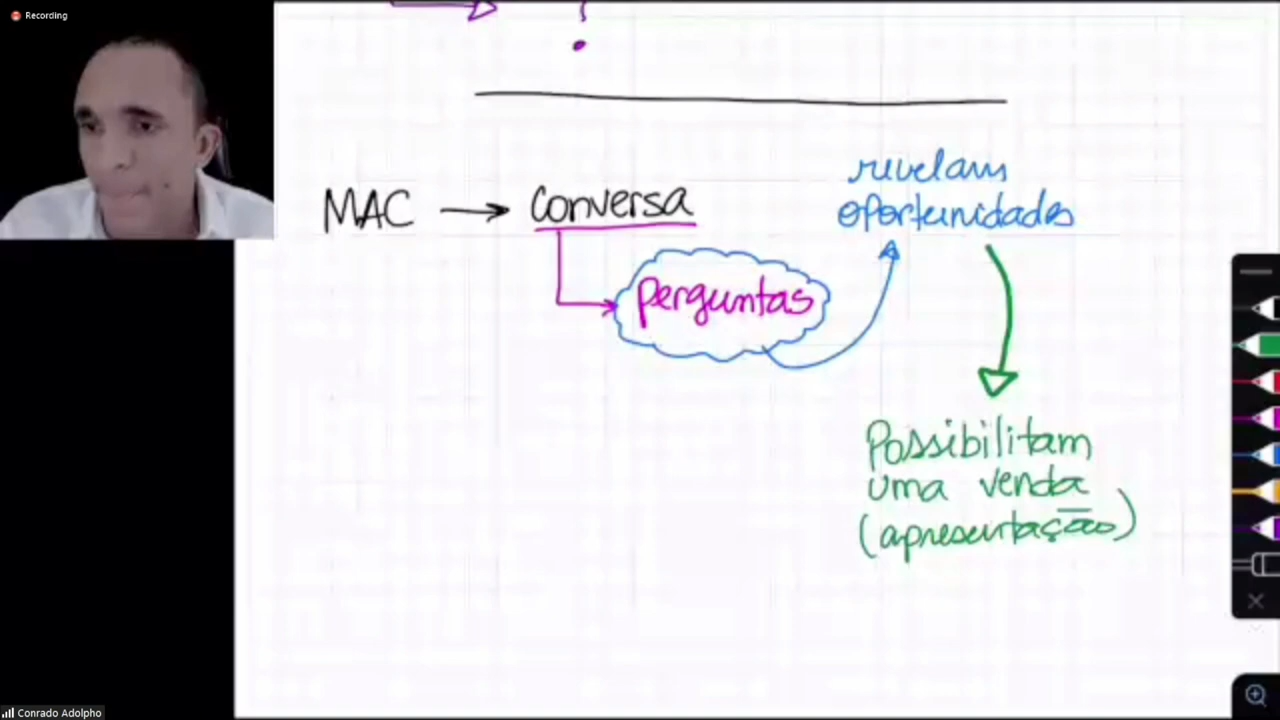 Recording
?
revelam
MAC → conversa
oportunidades
perguntas
Possibilitam
uma venda
(apresentação)
Conrado Adolpho